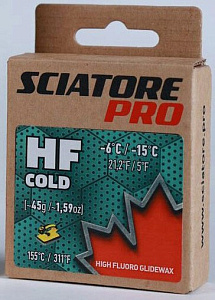 SCIATORE
PRO
HF
COLD
-6°C/-15°C
21,2°F/5°F
[~45g/~1,59oz]
155°C/311°F
HIGH FLUORO GLIDEWAX
www.sciatore.pro